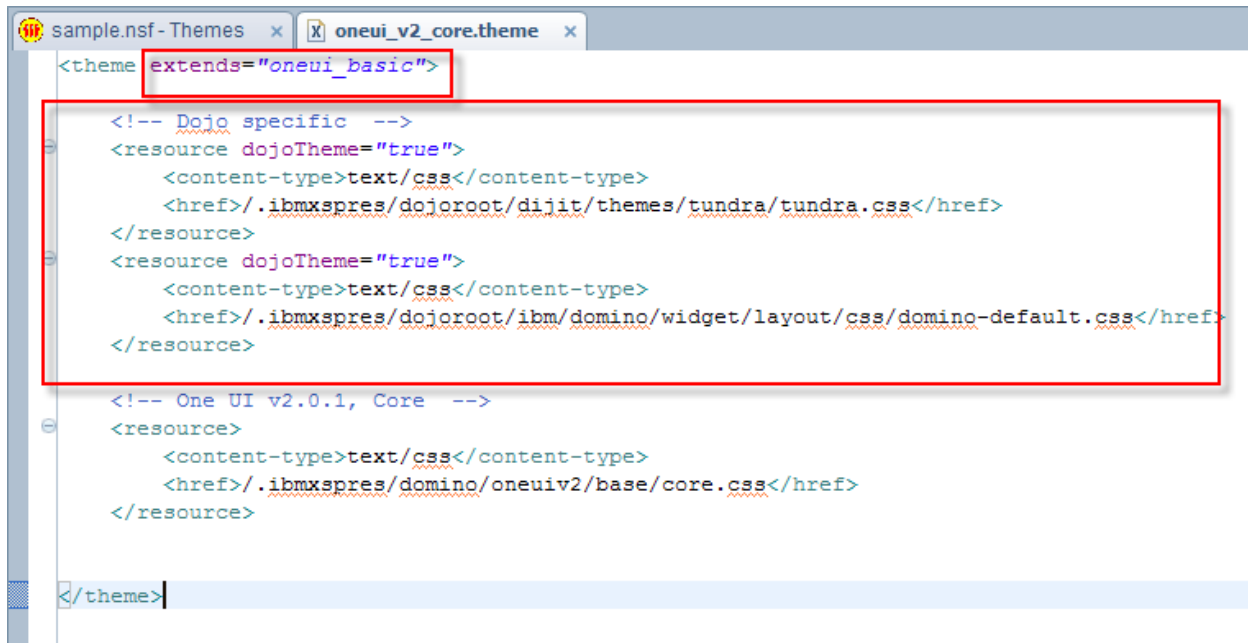 sample.nsf - Themes
oneui_v2_core.theme
<theme extends="oneui_basic">
<!-- Dojo specific -->
<resource dojoTheme="true">
<content-type>text/css</content-type>
<href>/.ibmxspres/dojoroot/dijit/themes/tundra/tundra.css</href>
</resource>
<resource dojoTheme="true">
<content-type>text/css</content-type>
<href>/.ibmxspres/dojoroot/ibm/domino/widget/layout/css/domino-default.css</href>
</resource>
<!-- One UI v2.0.1, Core -->
<resource>
<content-type>text/css</content-type>
<href>/.ibmxspres/domino/oneuiv2/base/core.css</href>
</resource>
</theme>